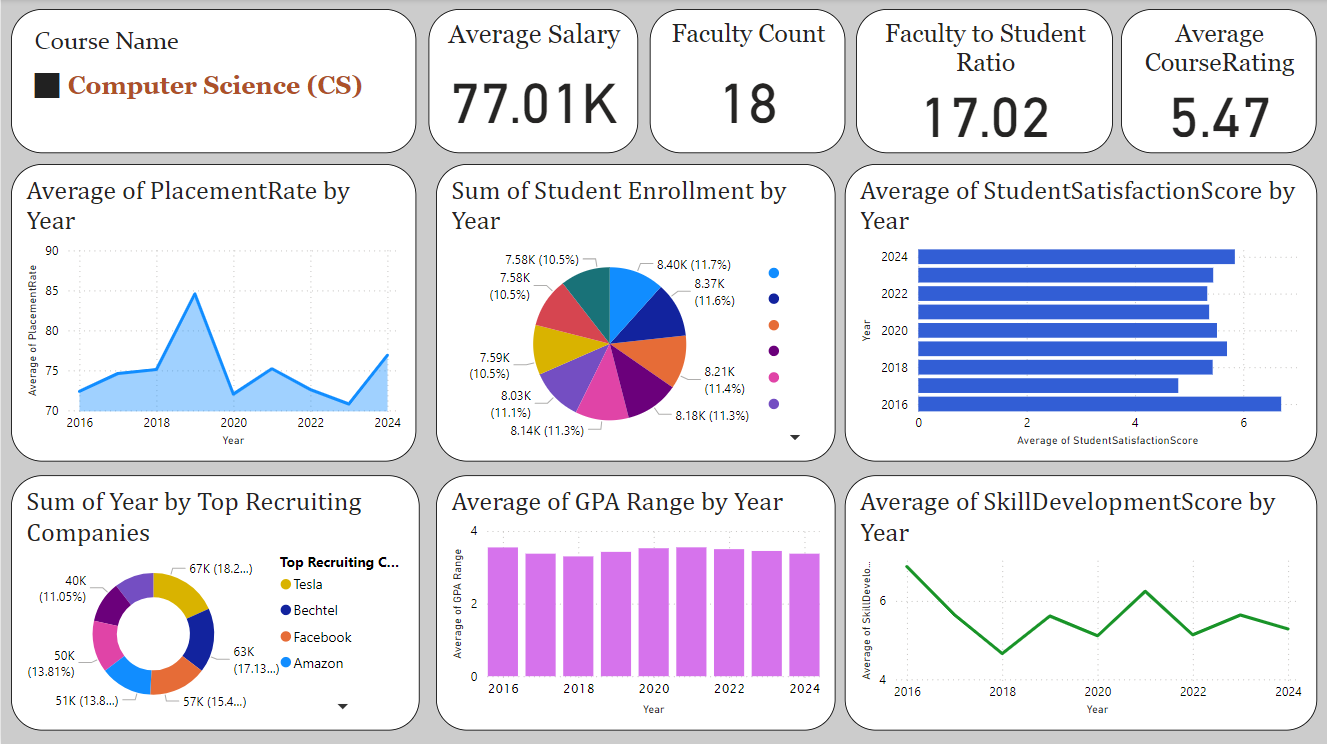 Course Name
Computer Science (CS)
Average Salary
77.01K
Faculty Count
18
Faculty to Student
Ratio
17.02
Average
CourseRating
5.47
Average of PlacementRate by
Year
90
85
80
75
70
Average of PlacementRate
2016
2018
2020
2022
2024
Year
Sum of Student Enrollment by
Year
7.58K (10.5%)
8.40K (11.7%)
7.58K
(10.5%)
8.37K
(11.6%)
7.59K
(10.5%)
8.21K
(11.4%)
8.03K
(11.1%)
8.18K (11.3%)
8.14K (11.3%)
Average of StudentSatisfactionScore by
Year
2024
2022
2020
2018
2016
Year
0
2
4
6
Average of StudentSatisfactionScore
Sum of Year by Top Recruiting
Companies
67K (18.2...)
40K
(11.05%)
63K
(17.13...)
50K
(13.81%)
51K (13.8...)
57K (15.4...)
Top Recruiting C...
Tesla
Bechtel
Facebook
Amazon
Average of GPA Range by Year
4
2
0
Average of GPA Range
2016
2018
2020
2022
2024
Year
Average of SkillDevelopmentScore by
Year
6
4
Average of SkillDevelo...
2016
2018
2020
2022
2024
Year